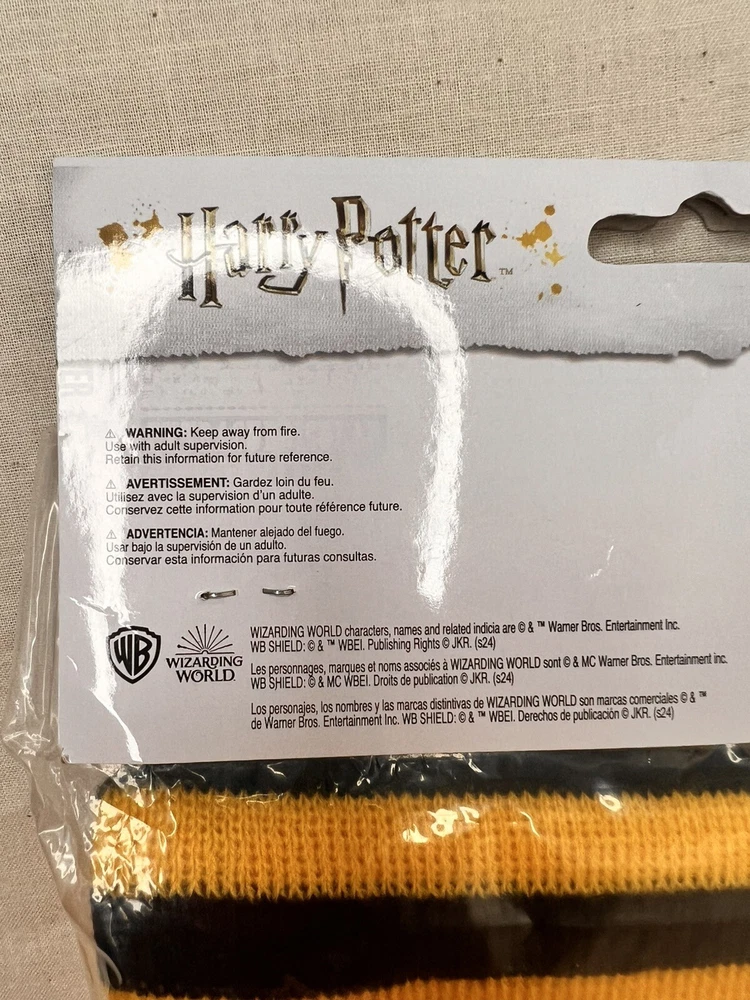 Harry Potter ™
⚠ WARNING: Keep away from fire.
Use with adult supervision.
Retain this information for future reference.
⚠ AVERTISSEMENT: Gardez loin du feu.
Utilisez avec la supervision d'un adulte.
Conservez cette information pour toute référence future.
⚠ ADVERTENCIA: Mantener alejado del fuego.
Usar bajo la supervisión de un adulto.
Conservar esta información para futuras consultas.
WB
WIZARDING
WORLD
WIZARDING WORLD characters, names and related indicia are © & ™ Warner Bros. Entertainment Inc.
WB SHIELD: © & ™ WBEI. Publishing Rights © JKR. (s24)
Les personnages, marques et noms associés à WIZARDING WORLD sont © & MC Warner Bros. Entertainment inc.
WB SHIELD: © & MC WBEI. Droits de publication © JKR. (s24)
Los personajes, los nombres y las marcas distintivas de WIZARDING WORLD son marcas comerciales © & ™
de Warner Bros. Entertainment Inc. WB SHIELD: © & ™ WBEI. Derechos de publicación © JKR. (s24)